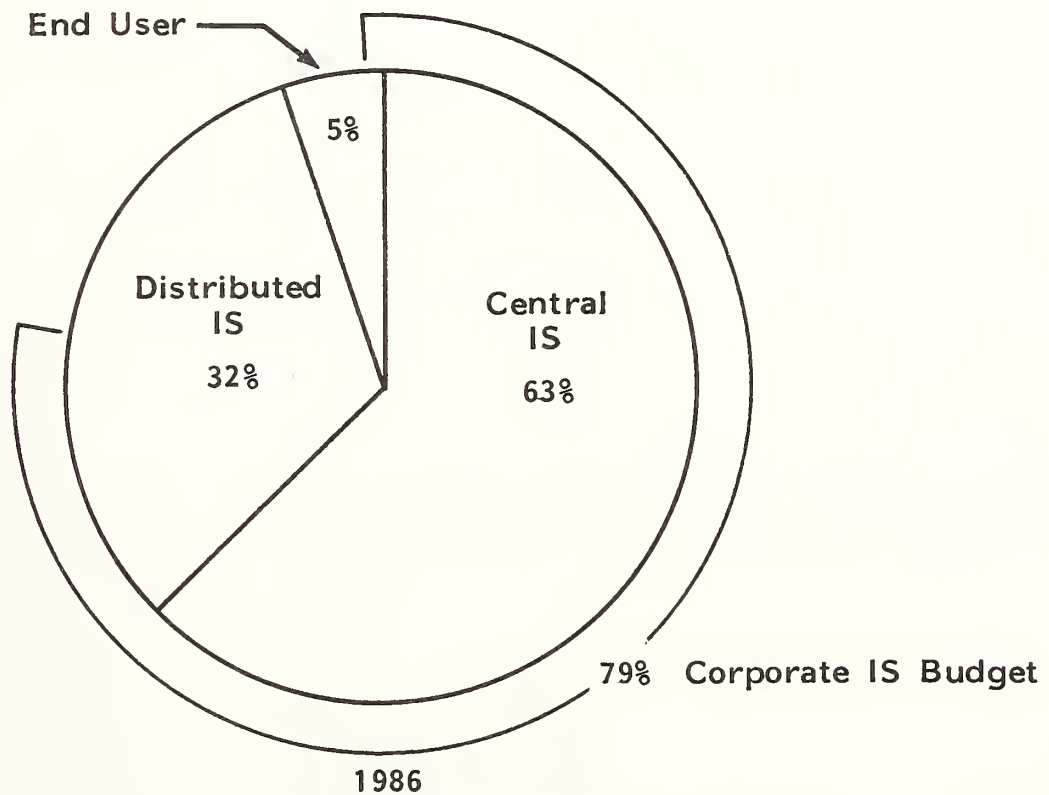 End User
5%
Distributed
IS
32%
Central
IS
63%
79% Corporate IS Budget
1986